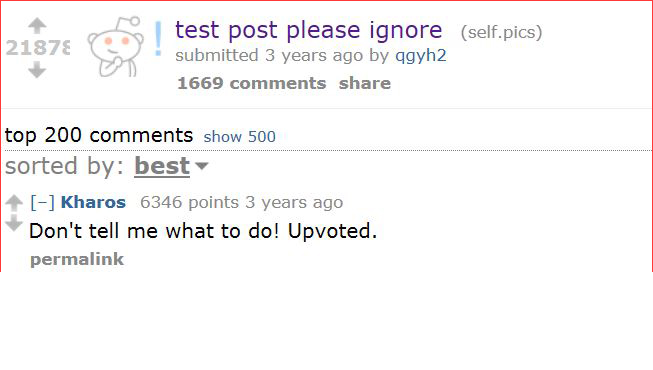 test post please ignore (self.pics)
21878 submitted 3 years ago by qgyh2
1669 comments share
top 200 comments show 500
sorted by: best
[–] Kharos 6346 points 3 years ago
Don't tell me what to do! Upvoted.
permalink